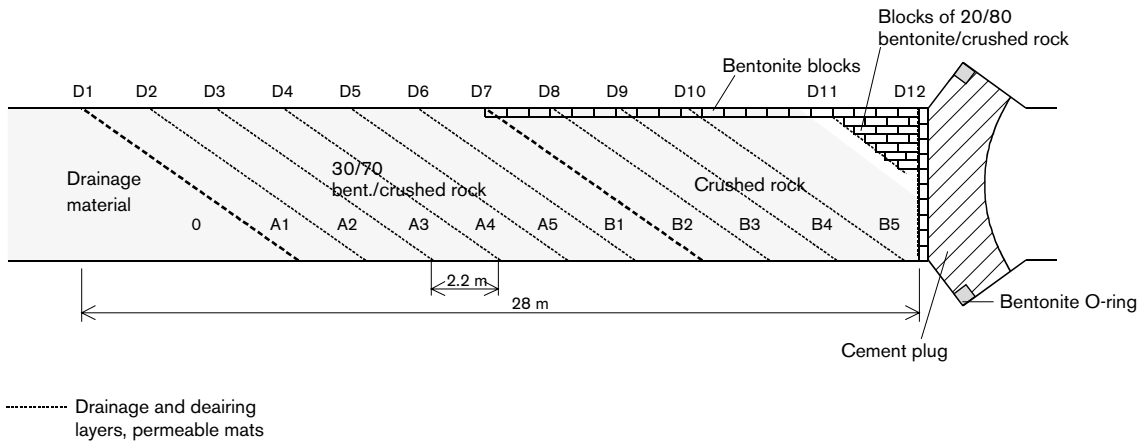 Blocks of 20/80
bentonite/crushed rock
Bentonite blocks
D1 D2 D3 D4 D5 D6 D7 D8 D9 D10 D11 D12
30/70
bent./crushed rock
Crushed rock
Drainage
material
0 A1 A2 A3 A4 A5 B1 B2 B3 B4 B5
2.2 m
28 m
Bentonite O-ring
Cement plug
Drainage and deairing
layers, permeable mats